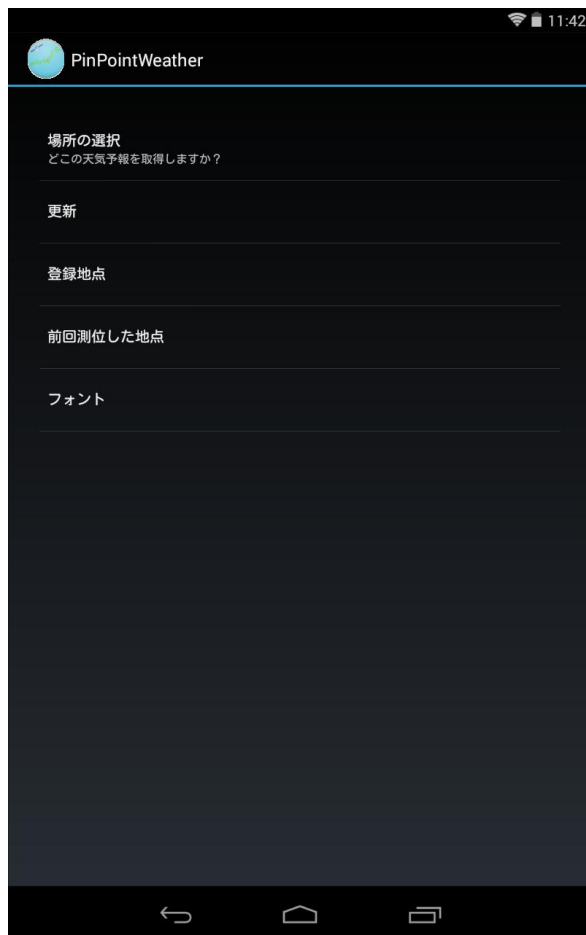 11:42
PinPointWeather
場所の選択
どこの天気予報を取得しますか？
更新
登録地点
前回測位した地点
フォント